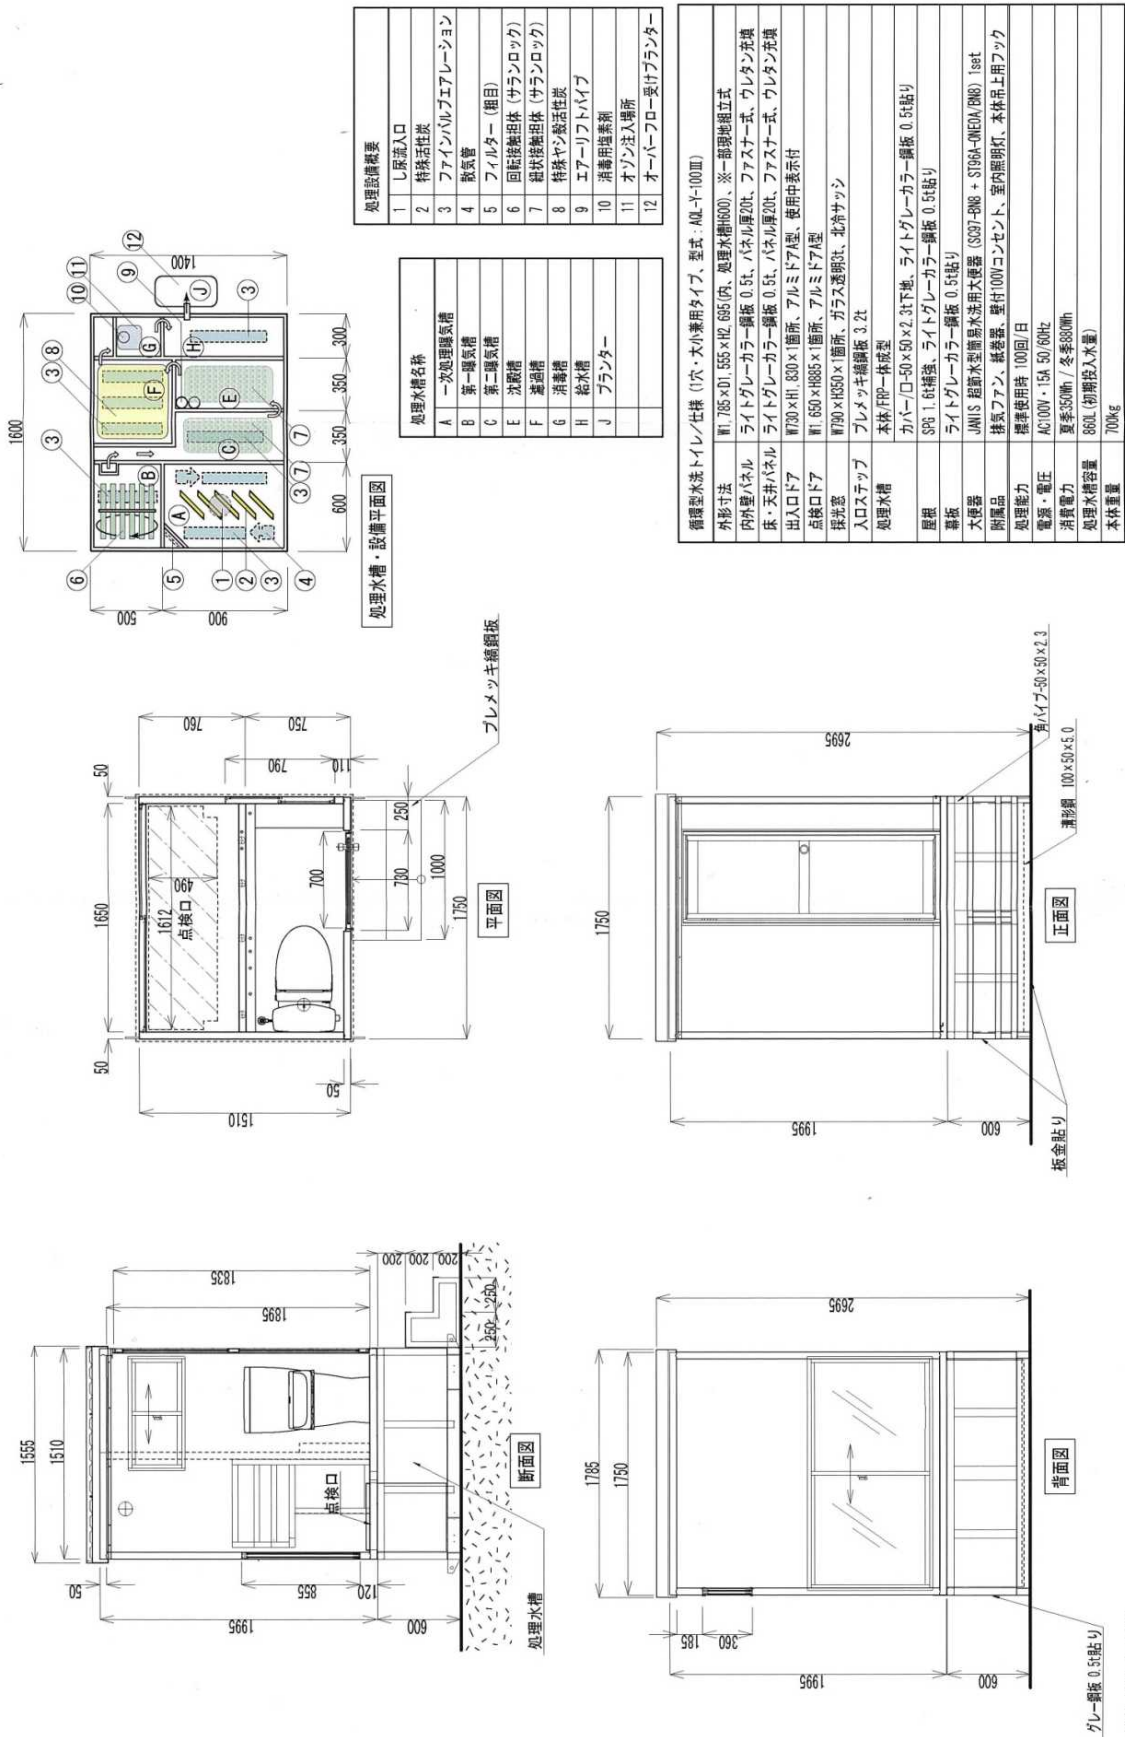 1600
1400
500
900
600
350
350
300
①
②
③
④
⑤
⑥
⑦
⑧
⑨
⑩
⑪
⑫
A
B
C
E
F
G
H
J
処理水槽・設備平面図
処理水槽名称
A 一次処理曝気槽
B 第一曝気槽
C 第二曝気槽
E 沈殿槽
F 濾過槽
G 消毒槽
H 給水槽
J プランター
処理設備概要
1 し尿流入口
2 特殊活性炭
3 ファインバルブエアレーション
4 散気管
5 フィルター (粗目)
6 回転接触担体 (サランロック)
7 紐状接触担体 (サランロック)
8 特殊ヤシ殻活性炭
9 エアーリフトパイプ
10 消毒用塩素剤
11 オゾン注入場所
12 オーバーフロー受けプランター
循環型水洗トイレ/仕様 (1穴・大小兼用タイプ、型式:AQL-Y-100Ⅲ)
外形寸法 W1,785×D1,555×H2,695(内、処理水槽H600)、※一部現地組立式
内外壁パネル ライトグレーカラー鋼板 0.5t、パネル厚20t、ファスナー式、ウレタン充填
床・天井パネル ライトグレーカラー鋼板 0.5t、パネル厚20t、ファスナー式、ウレタン充填
出入口ドア W730×H1,830×1箇所、アルミドアA型、使用中表示付
点検口ドア W1,650×H885×1箇所、アルミドアA型
採光窓 W790×H350×1箇所、ガラス透明3t、北冷サッシ
入口ステップ プレメッキ縞鋼板 3.2t
処理水槽 本体/FRP一体成型
カバー/ロ-50×50×2.3t下地、ライトグレーカラー鋼板 0.5t貼り
屋根 SPG 1.6t補強、ライトグレーカラー鋼板 0.5t貼り
幕板 ライトグレーカラー鋼板 0.5t貼り
大便器 JANIS 超節水型簡易水洗用大便器 (SC97-BN8 + ST96A-ONEOA/BN8) 1set
附属品 排気ファン、紙巻器、壁付100Vコンセント、室内照明灯、本体吊上用フック
処理能力 標準使用時 100回/日
電源・電圧 AC100V・15A 50/60Hz
消費電力 夏季350Wh / 冬季880Wh
処理水槽容量 860L (初期投入水量)
本体重量 700kg
50
1650
50
760
750
790
110
1612
490
点検口
700
730
250
1000
1750
1510
50
プレメッキ縞鋼板
平面図
1750
2695
1995
600
角パイプ-50×50×2.3
溝形鋼 100×50×5.0
板金貼り
正面図
1555
1510
50
1995
600
855
120
1895
1835
200
200
200
250
250
点検口
処理水槽
断面図
1785
1750
2695
1995
600
185
360
グレー鋼板 0.5t貼り
背面図